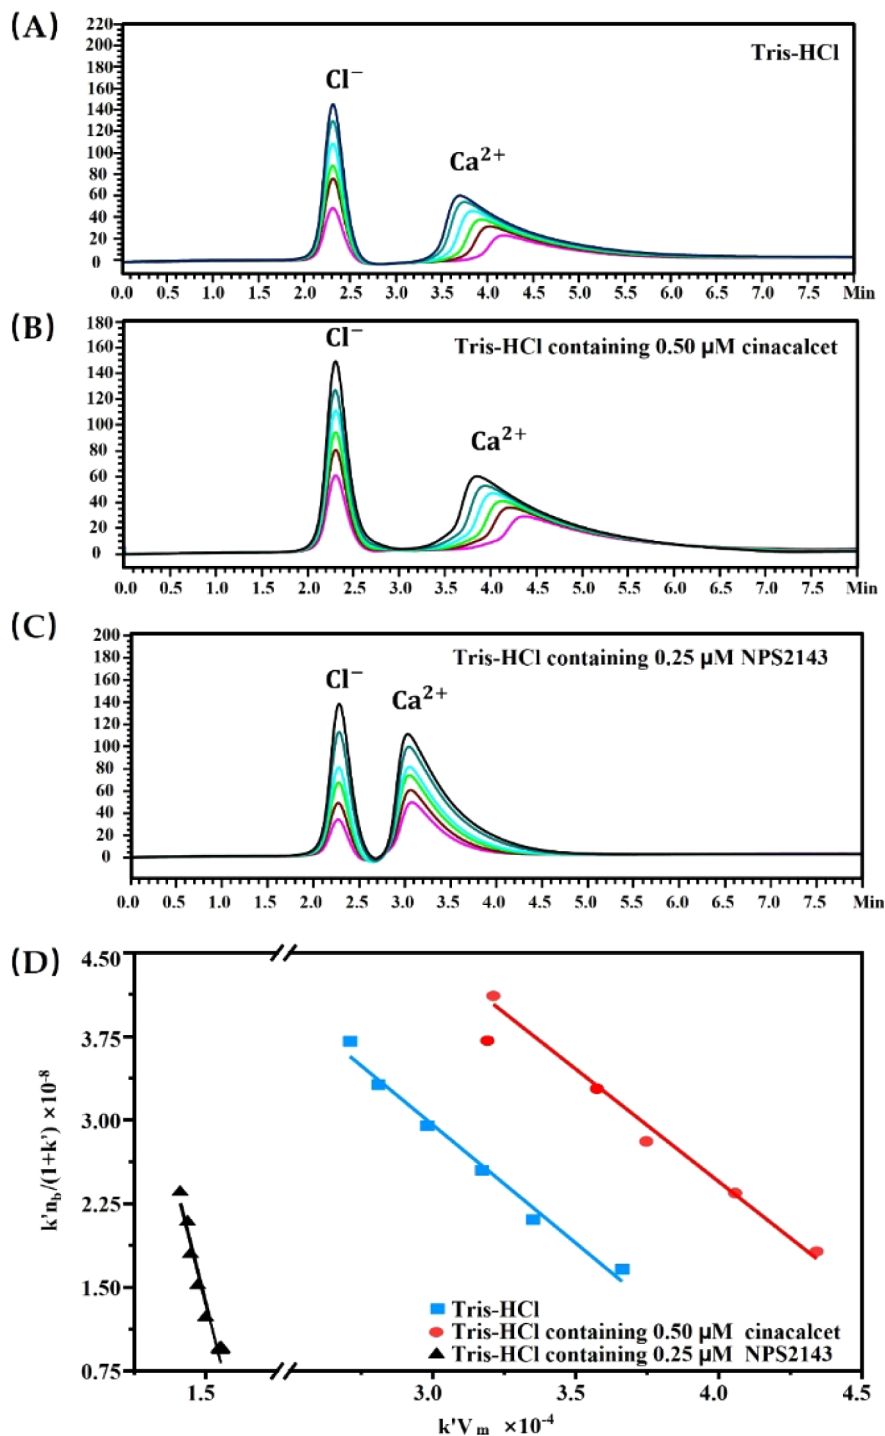 (A)
220
200
180
160
140
120
100
80
60
40
20
0
Tris-HCl
Cl⁻
Ca²⁺
0.0 0.5 1.0 1.5 2.0 2.5 3.0 3.5 4.0 4.5 5.0 5.5 6.0 6.5 7.0 7.5 Min
(B)
180
160
140
120
100
80
60
40
20
0
Tris-HCl containing 0.50 μM cinacalcet
Cl⁻
Ca²⁺
0.0 0.5 1.0 1.5 2.0 2.5 3.0 3.5 4.0 4.5 5.0 5.5 6.0 6.5 7.0 7.5 Min
(C)
200
180
160
140
120
100
80
60
40
20
0
Tris-HCl containing 0.25 μM NPS2143
Cl⁻
Ca²⁺
0.0 0.5 1.0 1.5 2.0 2.5 3.0 3.5 4.0 4.5 5.0 5.5 6.0 6.5 7.0 7.5 Min
(D)
4.50
3.75
3.00
2.25
1.50
0.75
k'n_b/(1+k') ×10⁻⁸
Tris-HCl
Tris-HCl containing 0.50 μM cinacalcet
Tris-HCl containing 0.25 μM NPS2143
1.5 3.0 3.5 4.0 4.5
k'V_m ×10⁻⁴